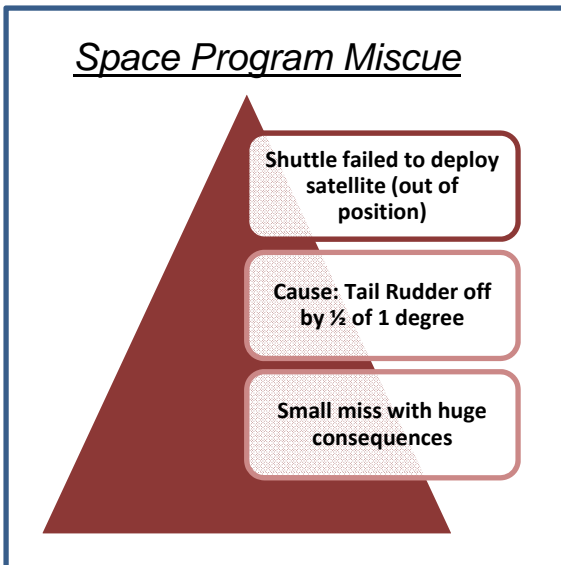 Space Program Miscue
Shuttle failed to deploy
satellite (out of
position)
Cause: Tail Rudder off
by ½ of 1 degree
Small miss with huge
consequences